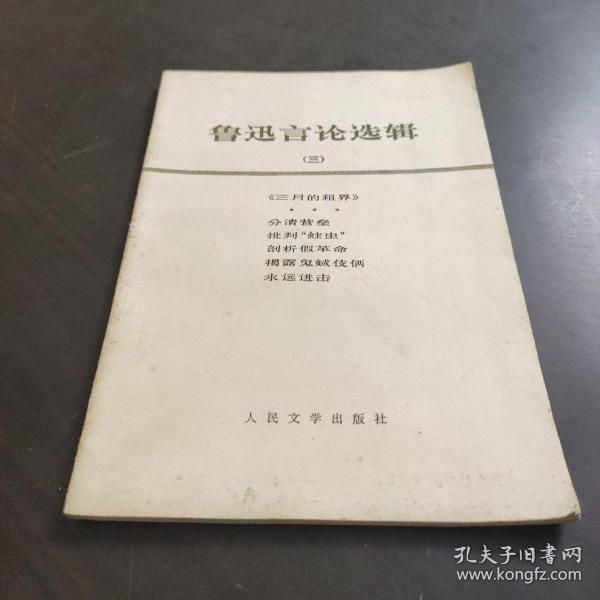 鲁迅言论选辑
(三)
《三月的租界》
* * *
分清营垒
批判“蛀虫”
剖析假革命
揭露鬼蜮伎俩
永远进击
人民文学出版社
孔夫子旧书网
www.kongfz.com